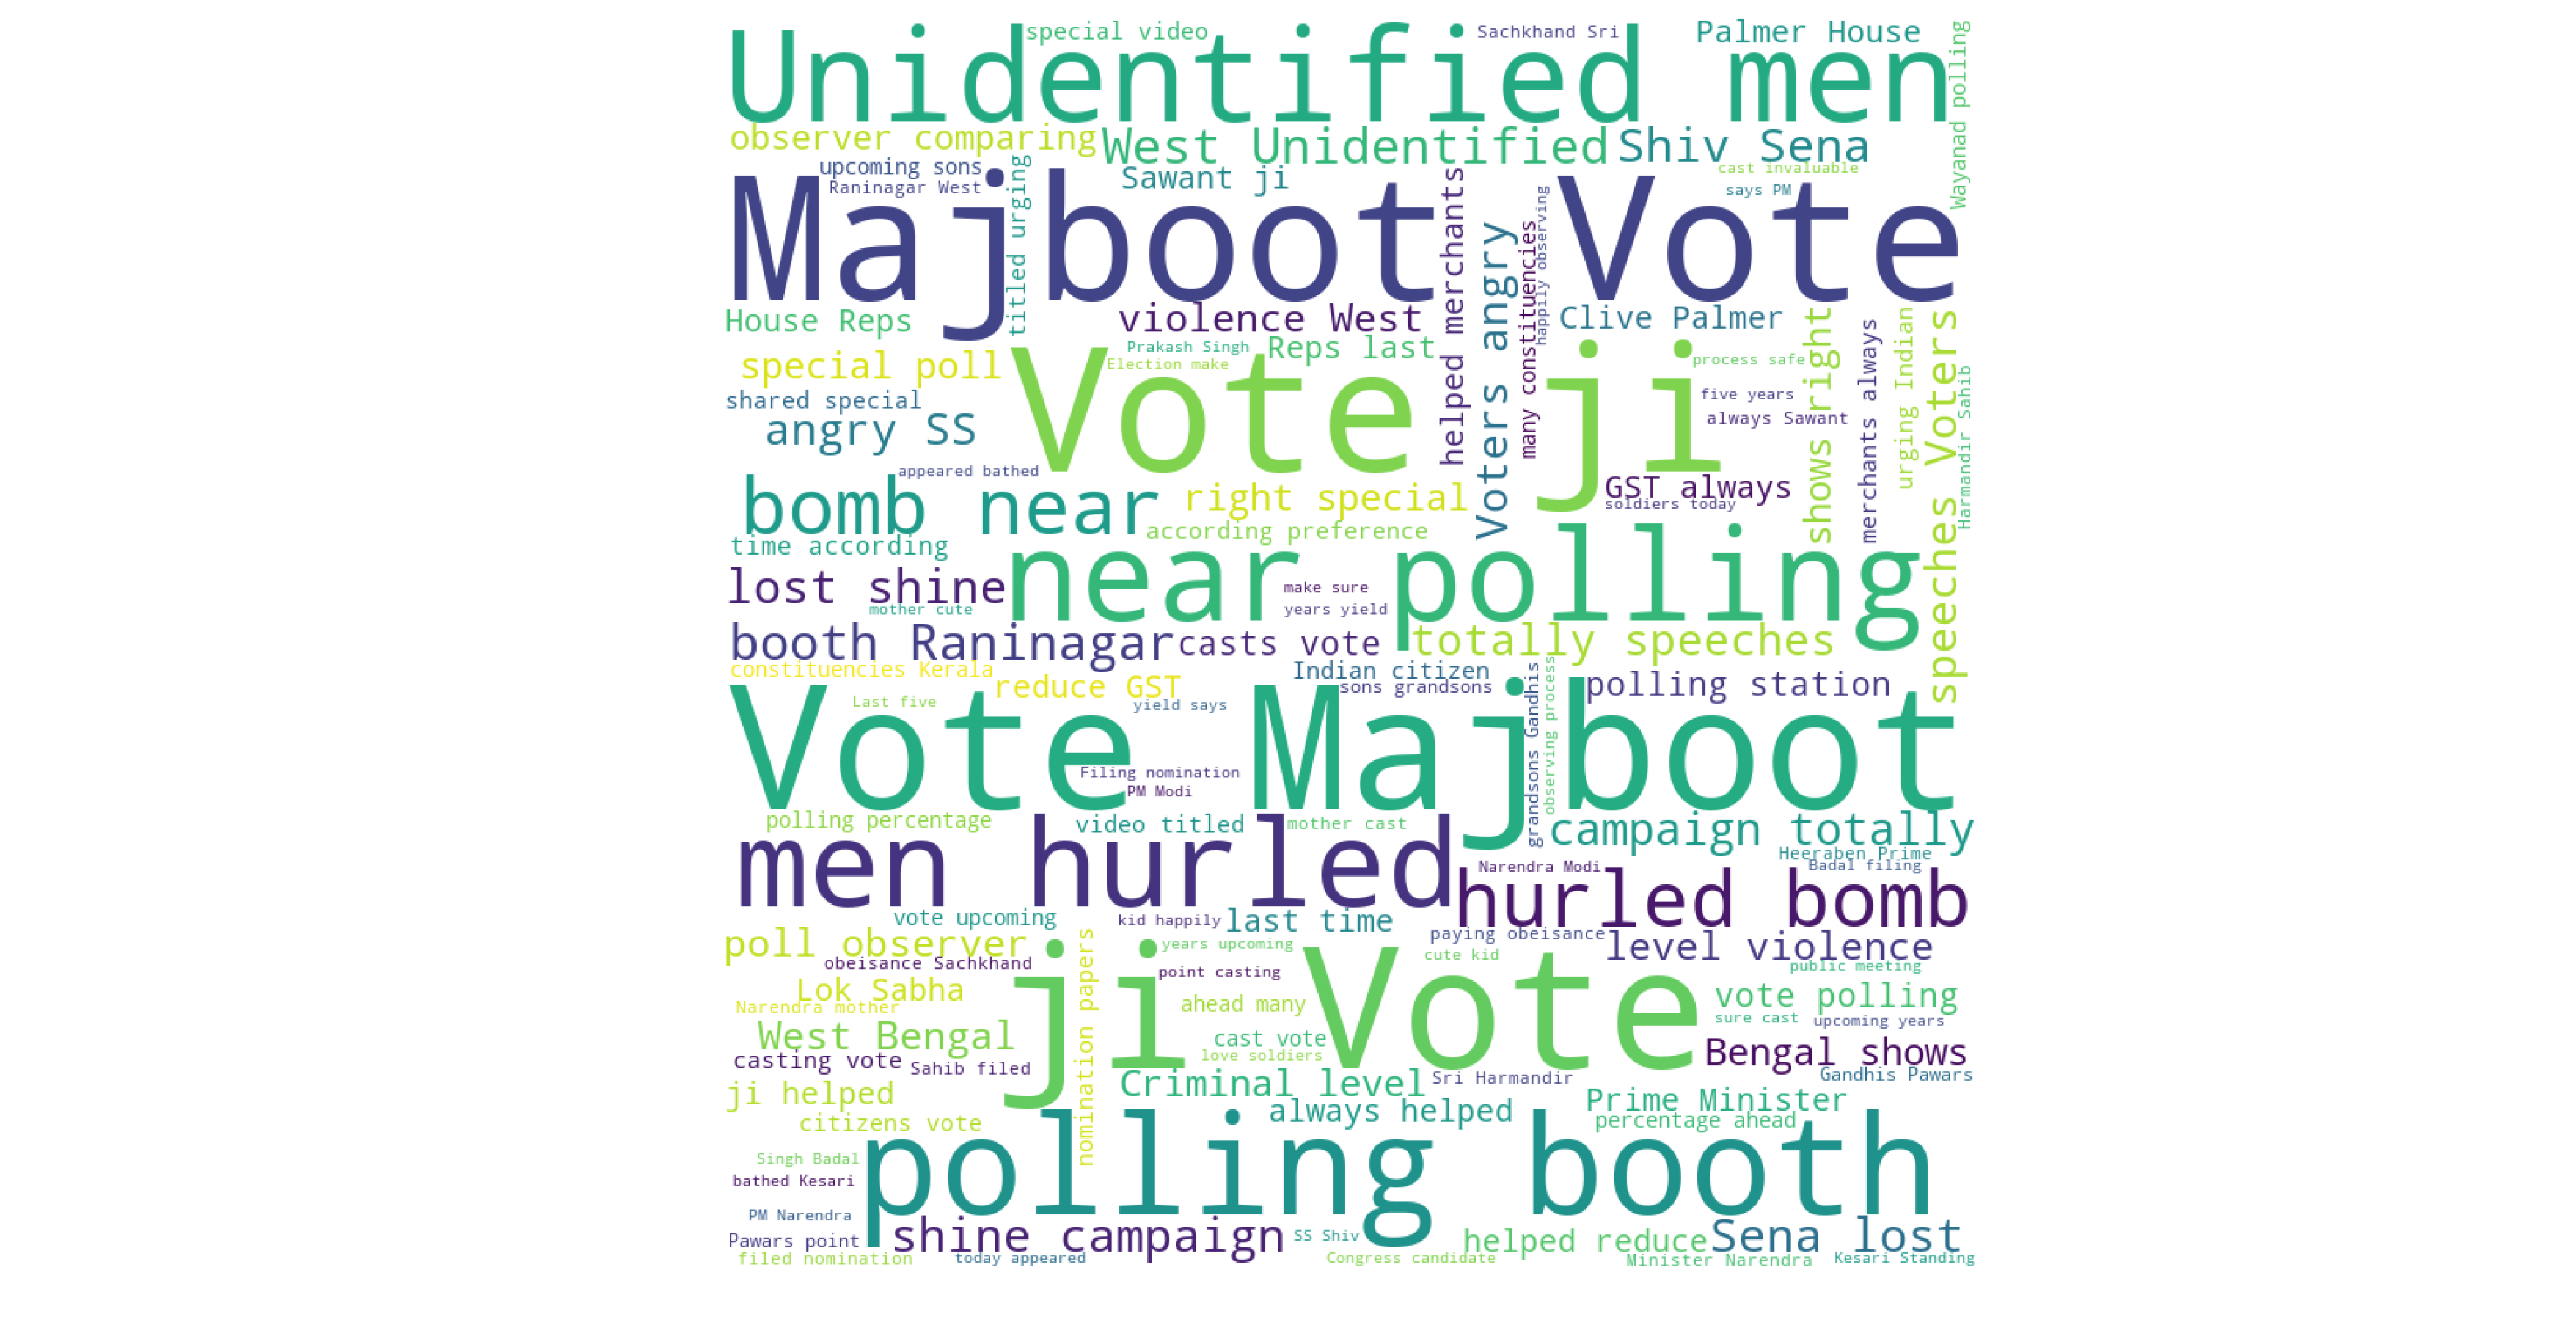 special video
Sachkhand Sri
Palmer House
Unidentified men
Wayanad polling
observer comparing
West Unidentified
Shiv Sena
upcoming sons
Raninagar West
titled urging
Sawant ji
cast invaluable
says PM
Majboot Vote
helped merchants
Voters angry
many constituencies
happily observing
House Reps
violence West
Clive Palmer
shows right
merchants always
urging Indian
speeches Voters
Harmandir Sahib
special poll
Prakash Singh
Reps last
Election make
process safe
Vote ji
shared special
five years
always Sawant
angry SS
appeared bathed
bomb near
right special
GST always
soldiers today
according preference
time according
near polling
lost shine
make sure
mother cute
years yield
booth Raninagar
casts vote
totally speeches
constituencies Kerala
reduce GST
Indian citizen
sons grandsons
grandsons Gandhis
observing process
polling station
Last five
yield says
Vote Majboot
Filing nomination
PM Modi
polling percentage
video titled
mother cast
campaign totally
men hurled
Narendra Modi
Heeraben Prime
Badal filing
hurled bomb
vote upcoming
kid happily
last time
poll observer
nomination papers
years upcoming
paying obeisance
level violence
obeisance Sachkhand
point casting
cute kid
public meeting
Lok Sabha
ji Vote
Narendra mother
ahead many
vote polling
sure cast
upcoming years
West Bengal
cast vote
casting vote
Sahib filed
love soldiers
Bengal shows
ji helped
Criminal level
Sri Harmandir
Gandhis Pawars
always helped
Prime Minister
citizens vote
percentage ahead
polling booth
Singh Badal
bathed Kesari
PM Narendra
Pawars point
shine campaign
SS Shiv
helped reduce
Sena lost
filed nomination
today appeared
Congress candidate
Minister Narendra
Kesari Standing